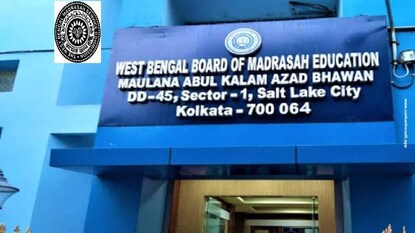 WEST BENGAL BOARD OF MADRASAH EDUCATION
MAULANA ABUL KALAM AZAD BHAWAN
DD-45, Sector-1, Salt Lake City
Kolkata - 700 064